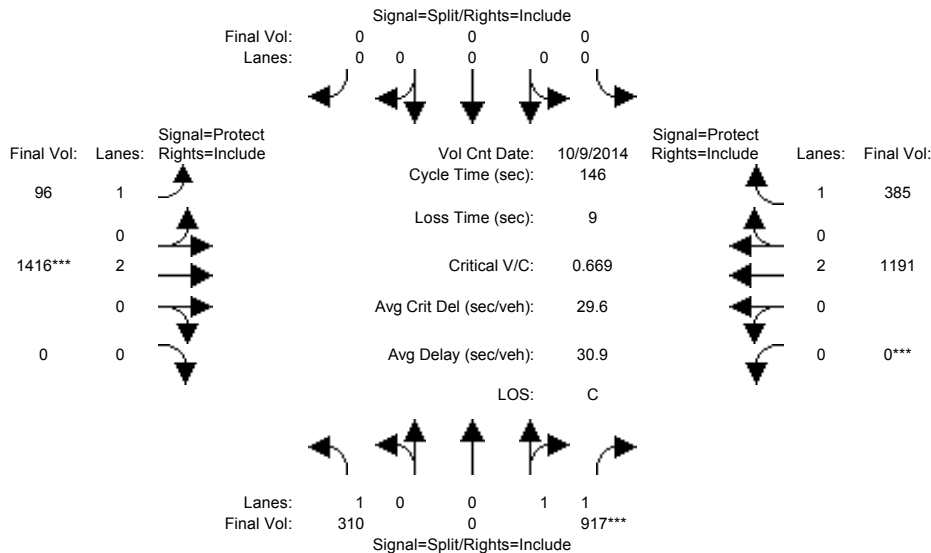 Signal=Split/Rights=Include
Final Vol: 0 0 0
Lanes: 0 0 0 0 0
Signal=Protect
Final Vol: Lanes: Rights=Include
Vol Cnt Date: 10/9/2014
Signal=Protect
Rights=Include Lanes: Final Vol:
Cycle Time (sec): 146
96 1
1 385
Loss Time (sec): 9
0
0
1416*** 2
Critical V/C: 0.669
2 1191
0
Avg Crit Del (sec/veh): 29.6
0
0 0
Avg Delay (sec/veh): 30.9
0 0***
LOS: C
Lanes: 1 0 0 1 1
Final Vol: 310 0 917***
Signal=Split/Rights=Include